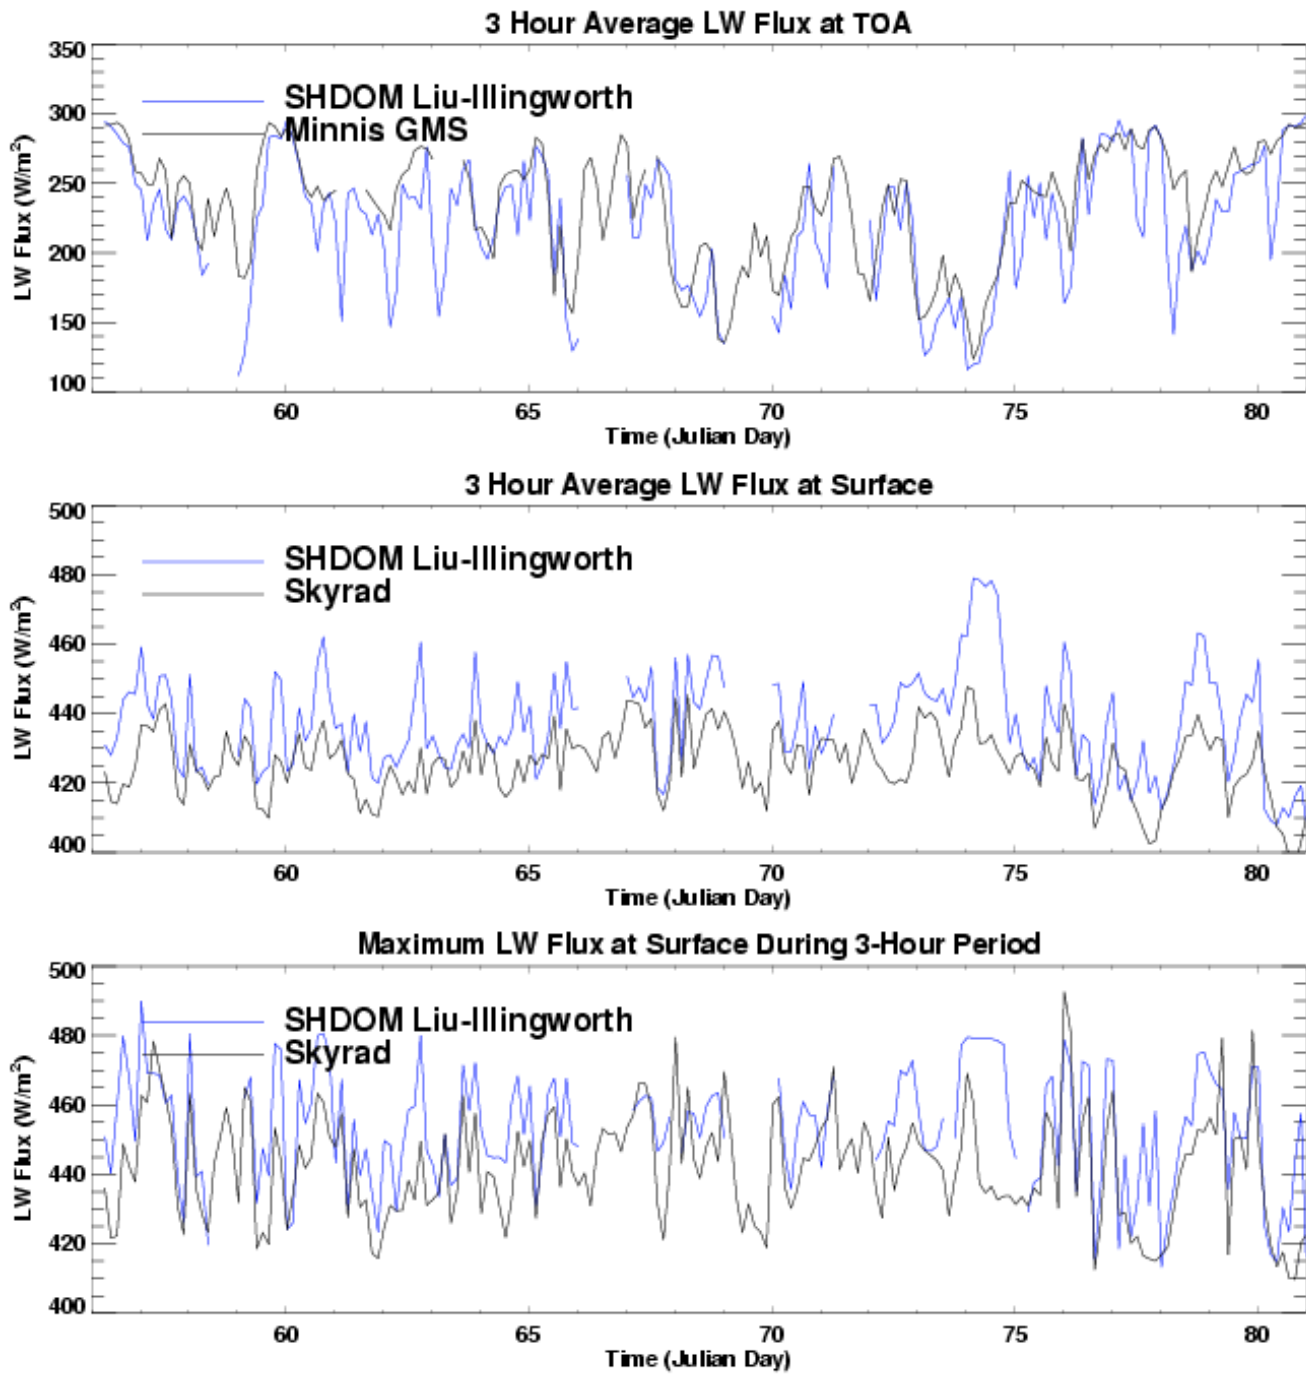 3 Hour Average LW Flux at TOA
350
300
250
200
150
100
LW Flux (W/m²)
SHDOM Liu-Illingworth
Minnis GMS
60 65 70 75 80
Time (Julian Day)
3 Hour Average LW Flux at Surface
500
480
460
440
420
400
LW Flux (W/m²)
SHDOM Liu-Illingworth
Skyrad
60 65 70 75 80
Time (Julian Day)
Maximum LW Flux at Surface During 3-Hour Period
500
480
460
440
420
400
LW Flux (W/m²)
SHDOM Liu-Illingworth
Skyrad
60 65 70 75 80
Time (Julian Day)